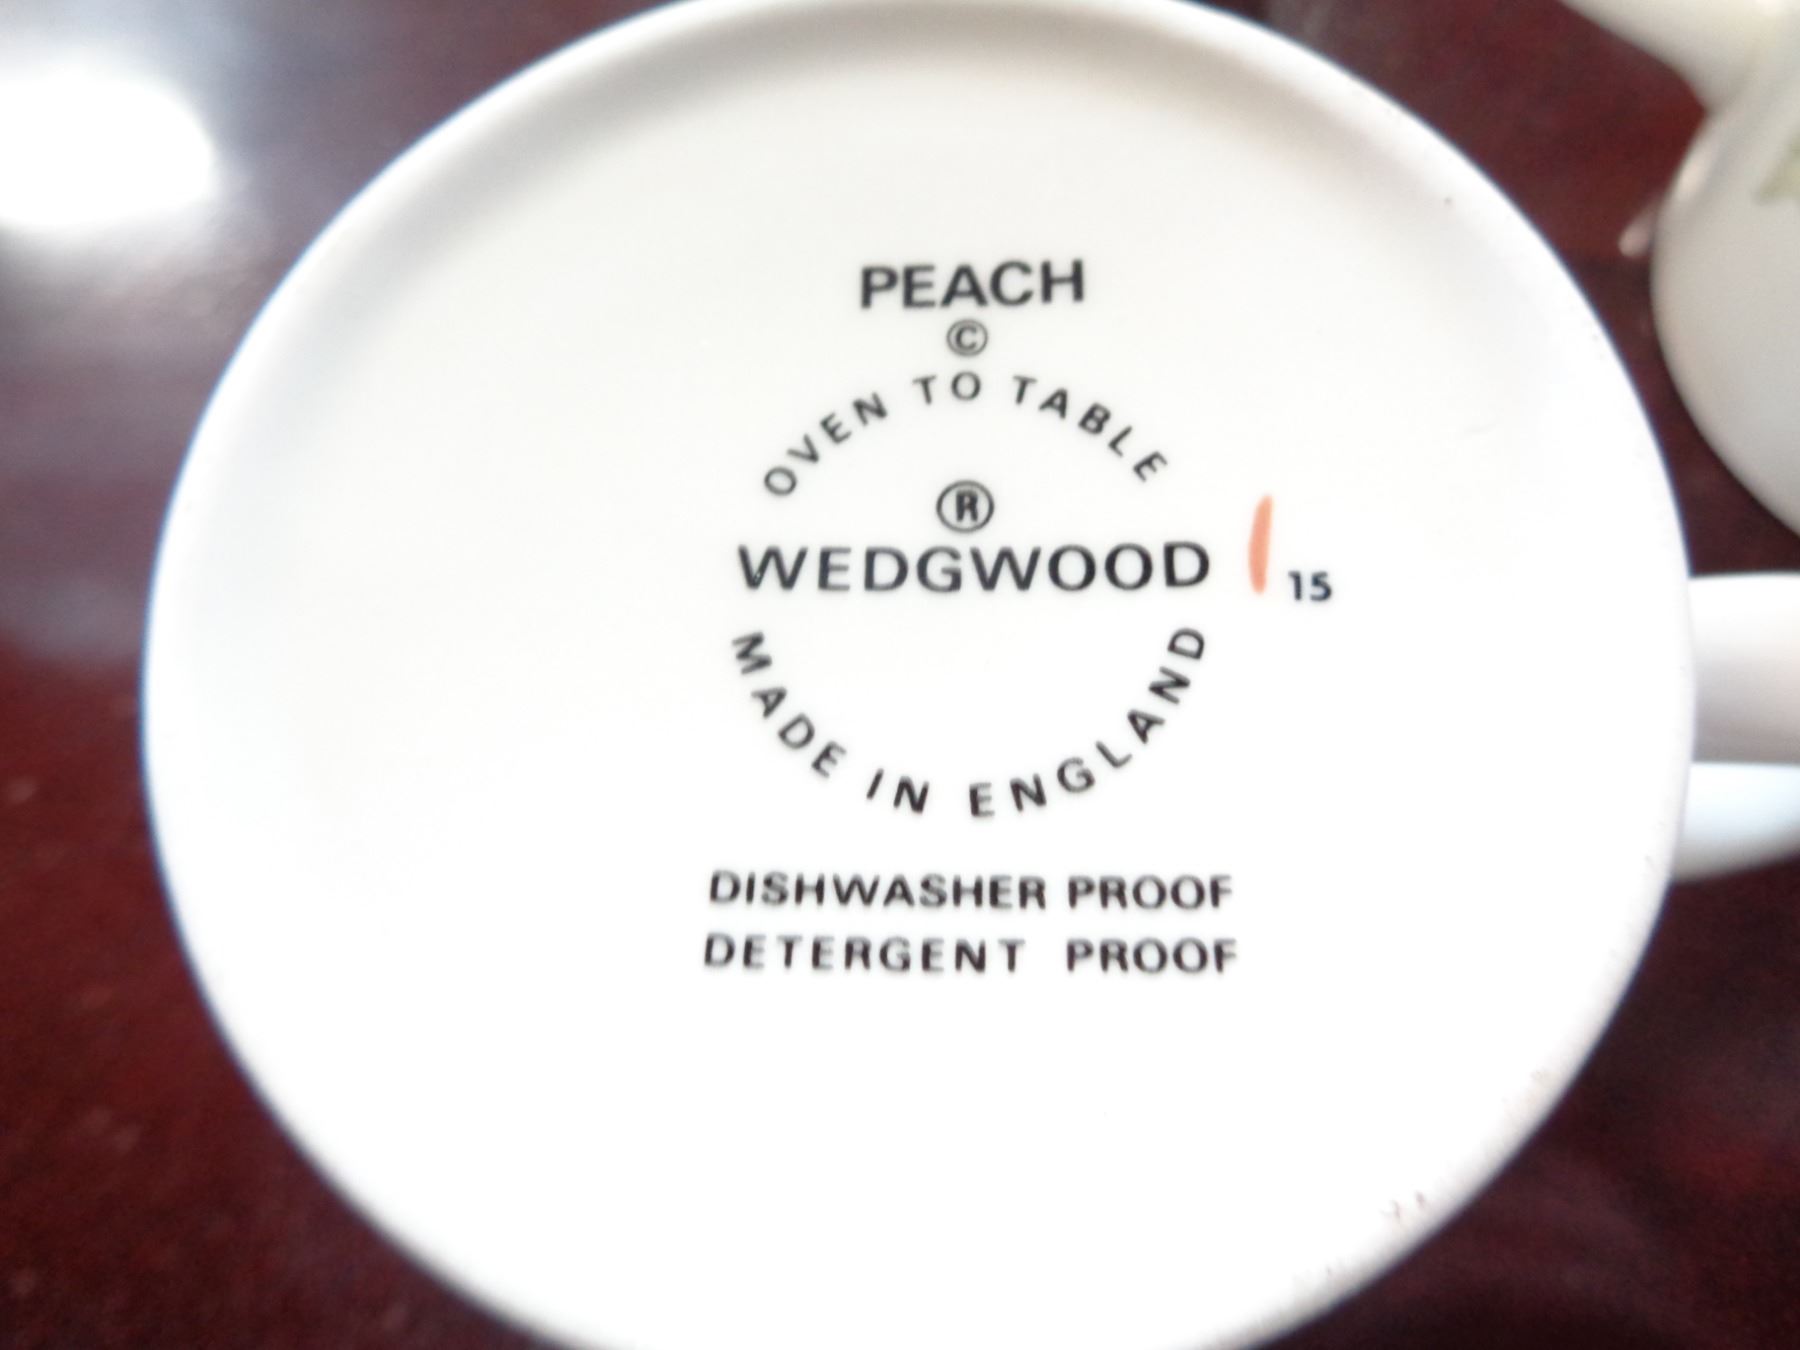 PEACH
©
OVEN TO TABLE
®
WEDGWOOD 15
MADE IN ENGLAND
DISHWASHER PROOF
DETERGENT PROOF